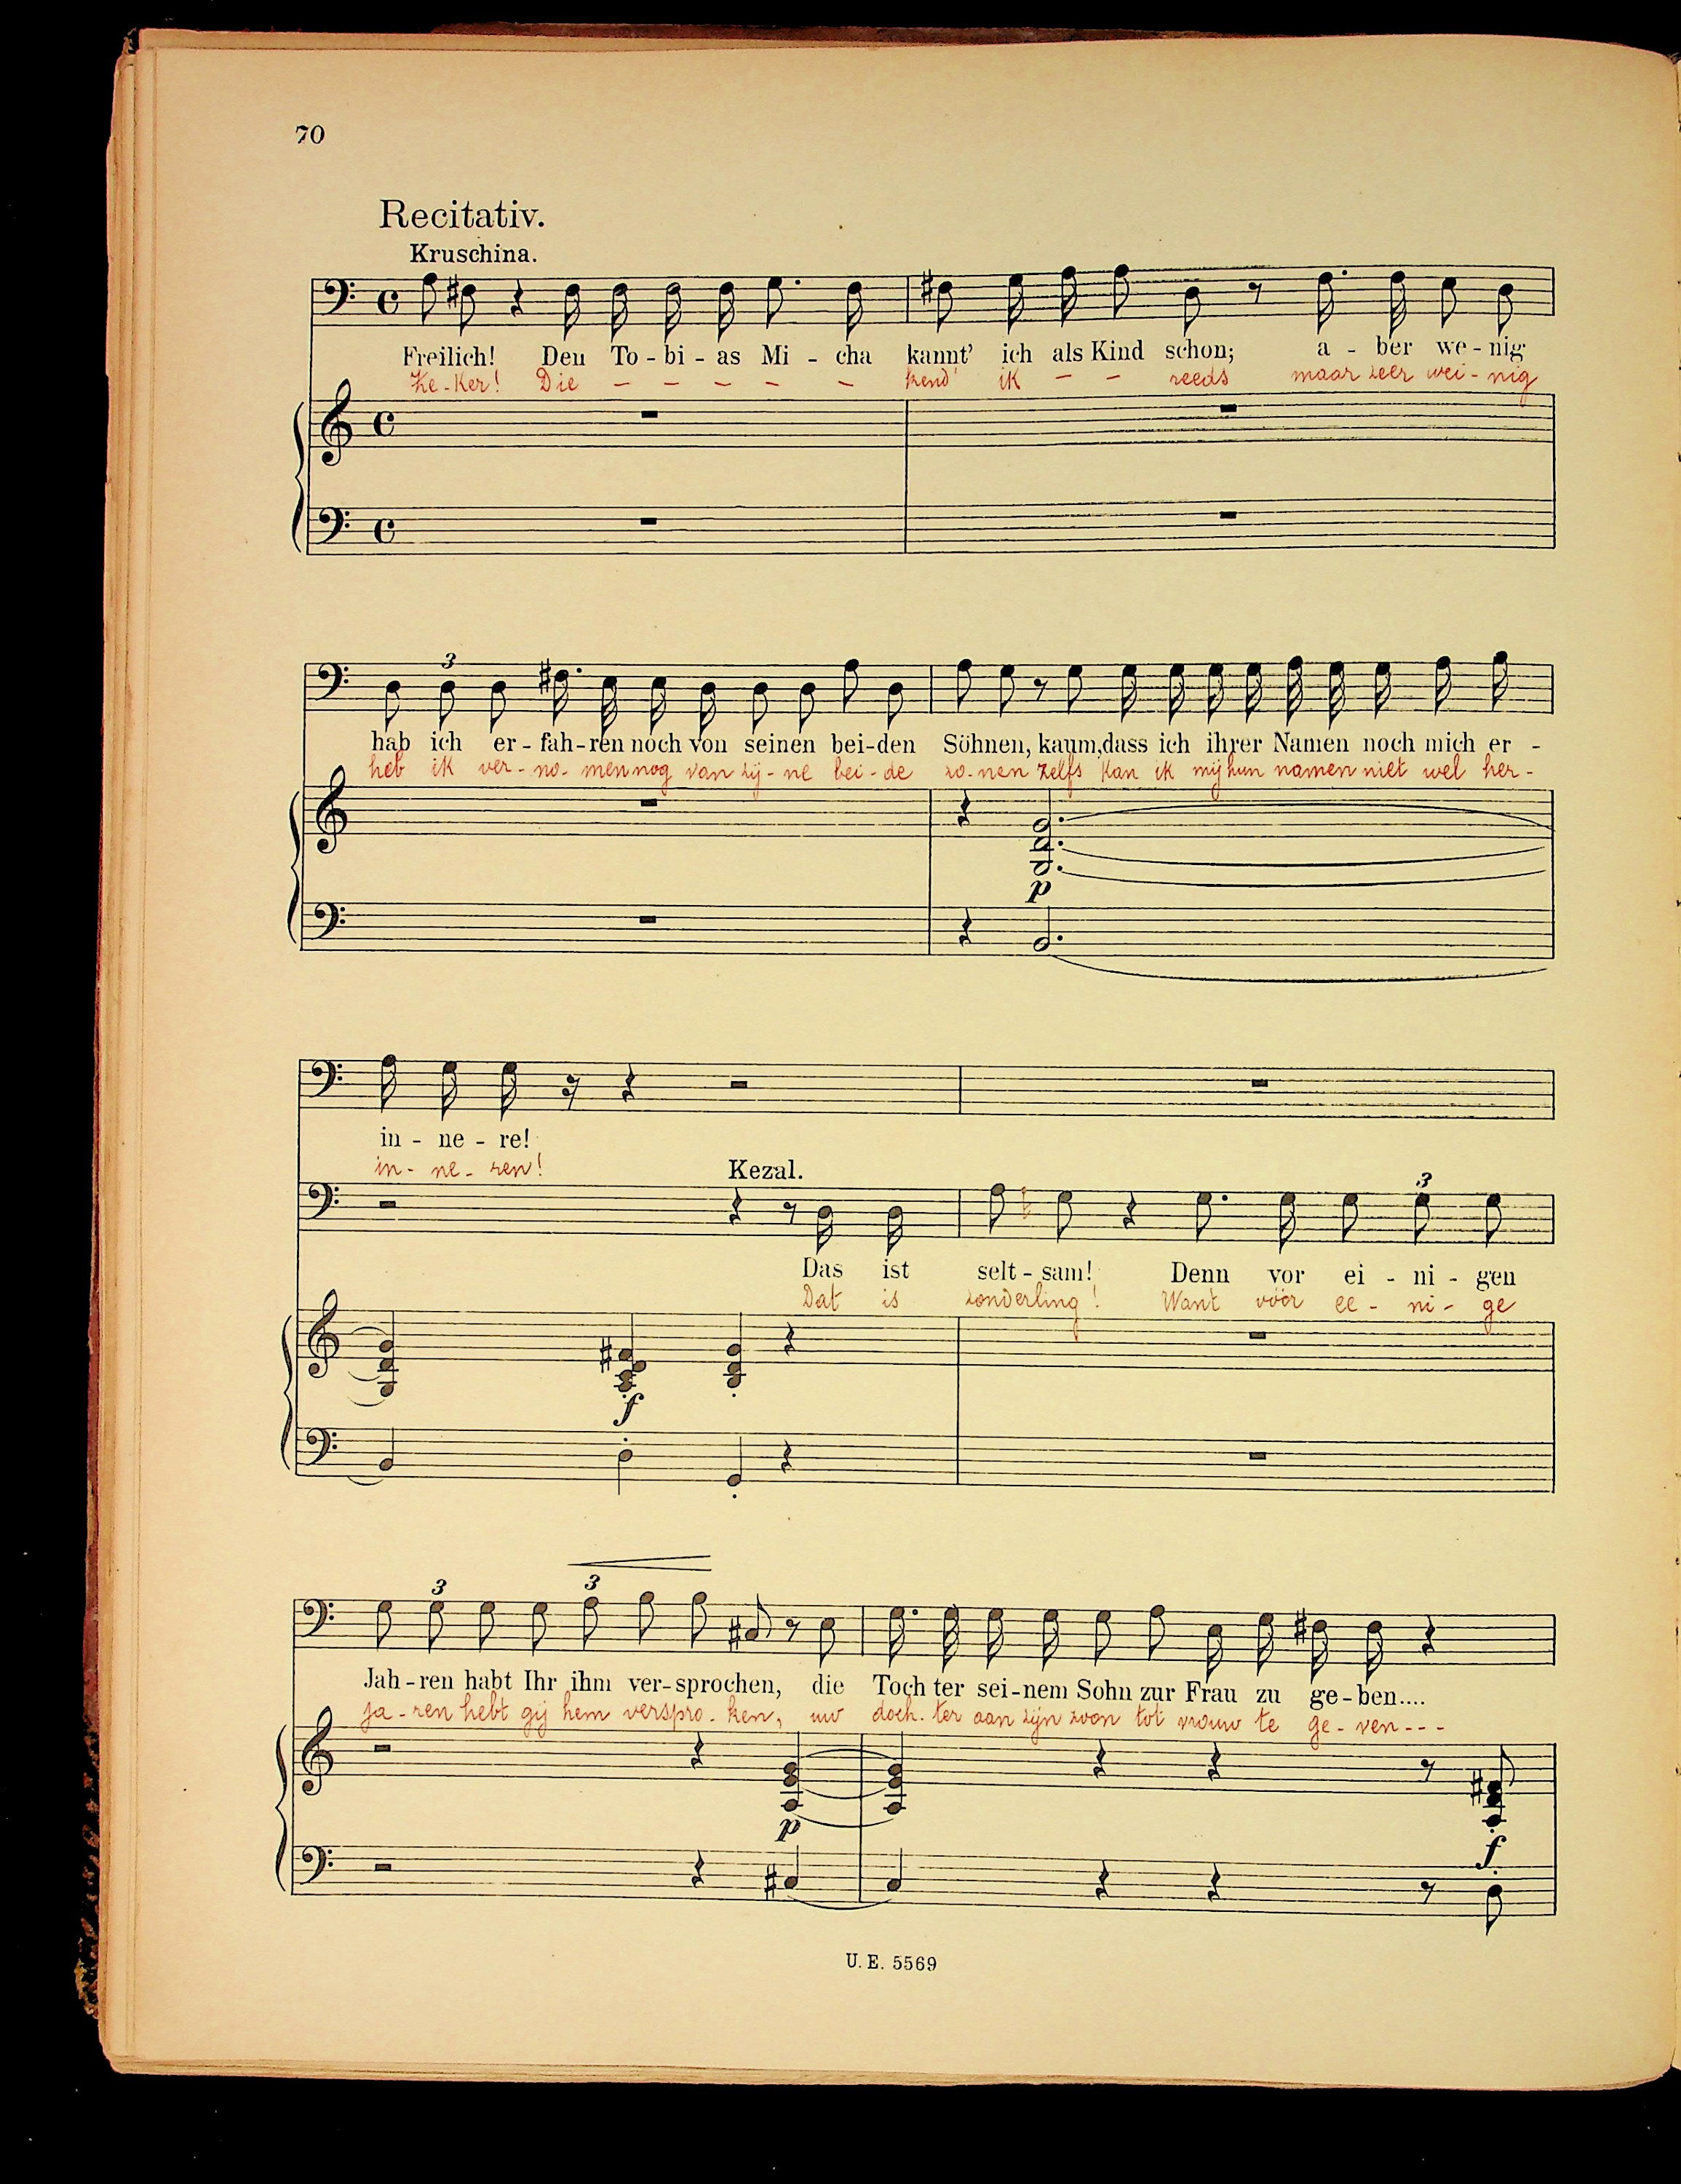 70
Recitativ.
Kruschina.
Freilich! Den To - bi - as Mi - cha kannt' ich als Kind schon; a - ber we - nig
Ze - ker! Die - - - - - kend' ik - - reeds maar zeer wei - nig
3
hab ich er - fah - ren noch von seinen bei - den Söhnen, kaum, dass ich ihrer Namen noch mich er -
heb ik ver - no - men nog van zij - ne bei - de zo - nen zelfs kan ik mij hun namen niet wel her -
p
in - ne - re!
in - ne - ren!
Kezal.
3
Das ist selt - sam! Denn vor ei - ni - gen
Dat is zonderling! Want vóór ee - ni - ge
f
3 3
Jah - ren habt Ihr ihm ver - sprochen, die Toch ter sei - nem Sohn zur Frau zu ge - ben....
ja - ren hebt gij hem verspro - ken, uw doch - ter aan zijn zoon tot vrouw te ge - ven - - -
p f
U. E. 5569